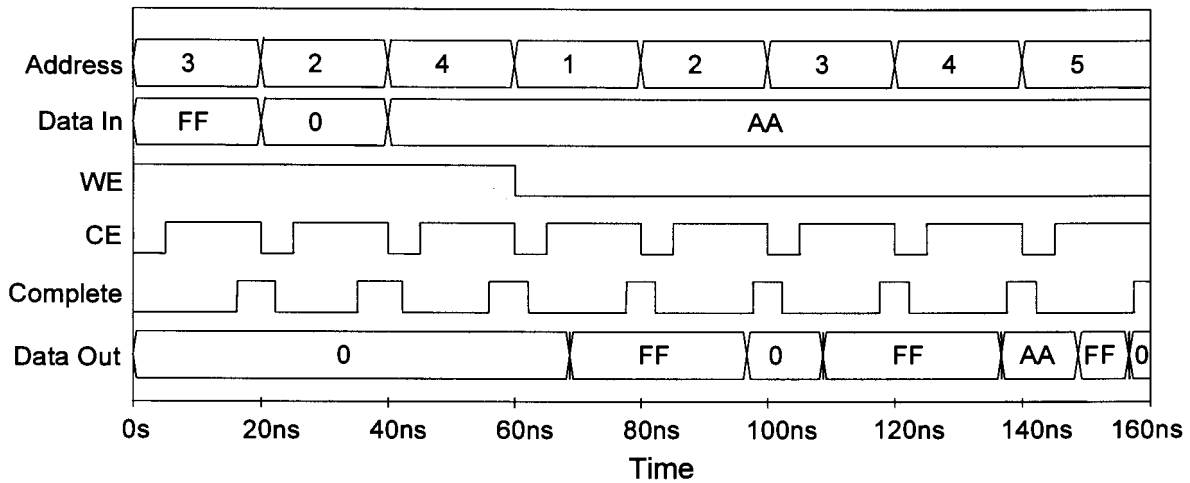 Address 3 2 4 1 2 3 4 5
Data In FF 0 AA
WE
CE
Complete
Data Out 0 FF 0 FF AA FF 0
0s 20ns 40ns 60ns 80ns 100ns 120ns 140ns 160ns
Time